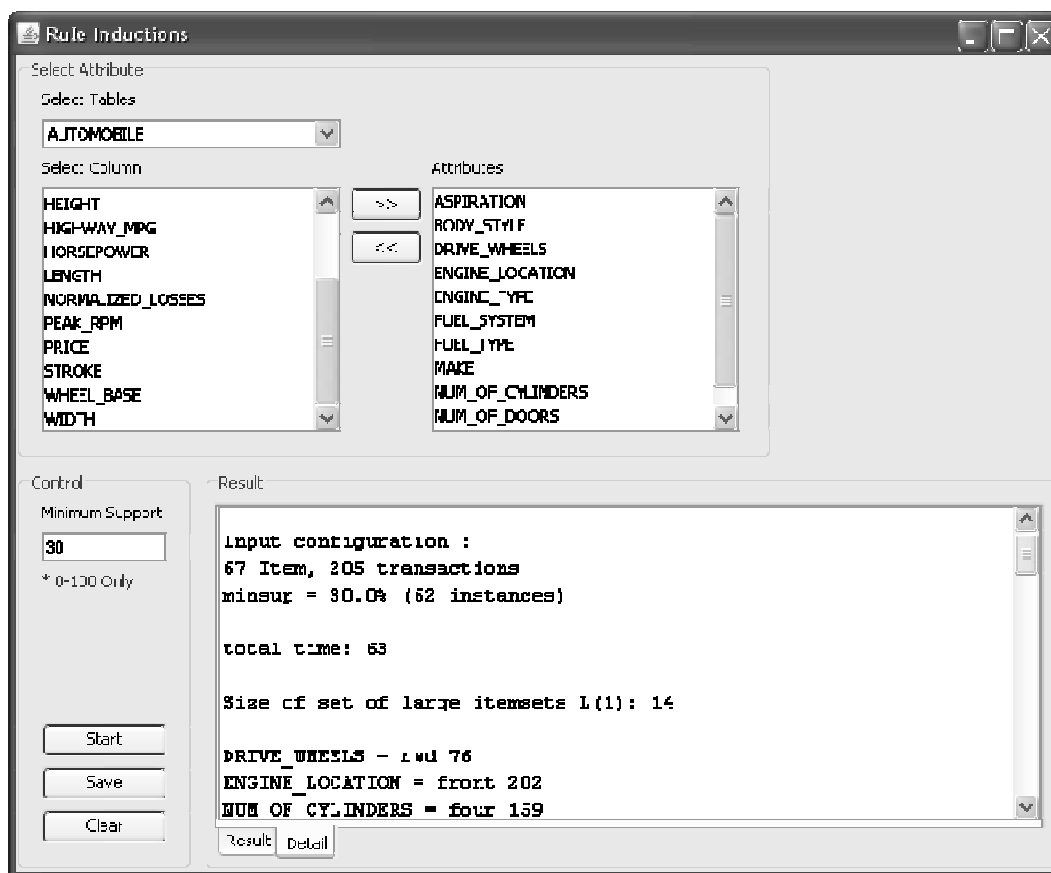 Rule Inductions
Select Attribute
Select Tables
AUTOMOBILE
Select Column
Attributes
HEIGHT
HIGHWAY_MPG
HORSEPOWER
LENGTH
NORMALIZED_LOSSES
PEAK_RPM
PRICE
STROKE
WHEEL_BASE
WIDTH
>>
<<
ASPIRATION
BODY_STYLE
DRIVE_WHEELS
ENGINE_LOCATION
ENGINE_TYPE
FUEL_SYSTEM
FUEL_TYPE
MAKE
NUM_OF_CYLINDERS
NUM_OF_DOORS
Control
Minimum Support
30
* 0-100 Only
Start
Save
Clear
Result
Input configuration :
67 Item, 205 transactions
minsup = 30.0% (62 instances)
total time: 63
Size of set of large itemsets L(1): 14
DRIVE_WHEELS = rwd 76
ENGINE_LOCATION = front 202
NUM_OF_CYLINDERS = four 159
Result
Detail